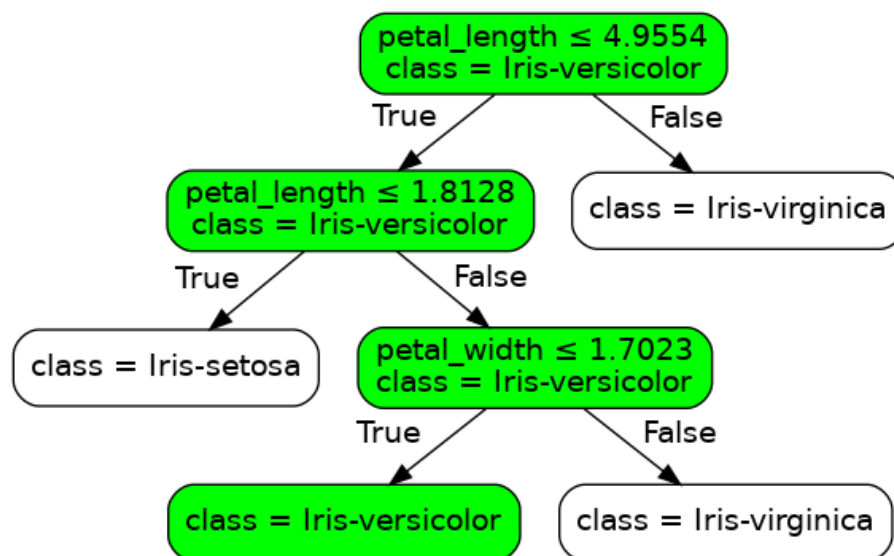 petal_length ≤ 4.9554
class = Iris-versicolor
True
False
petal_length ≤ 1.8128
class = Iris-versicolor
class = Iris-virginica
True
False
class = Iris-setosa
petal_width ≤ 1.7023
class = Iris-versicolor
True
False
class = Iris-versicolor
class = Iris-virginica